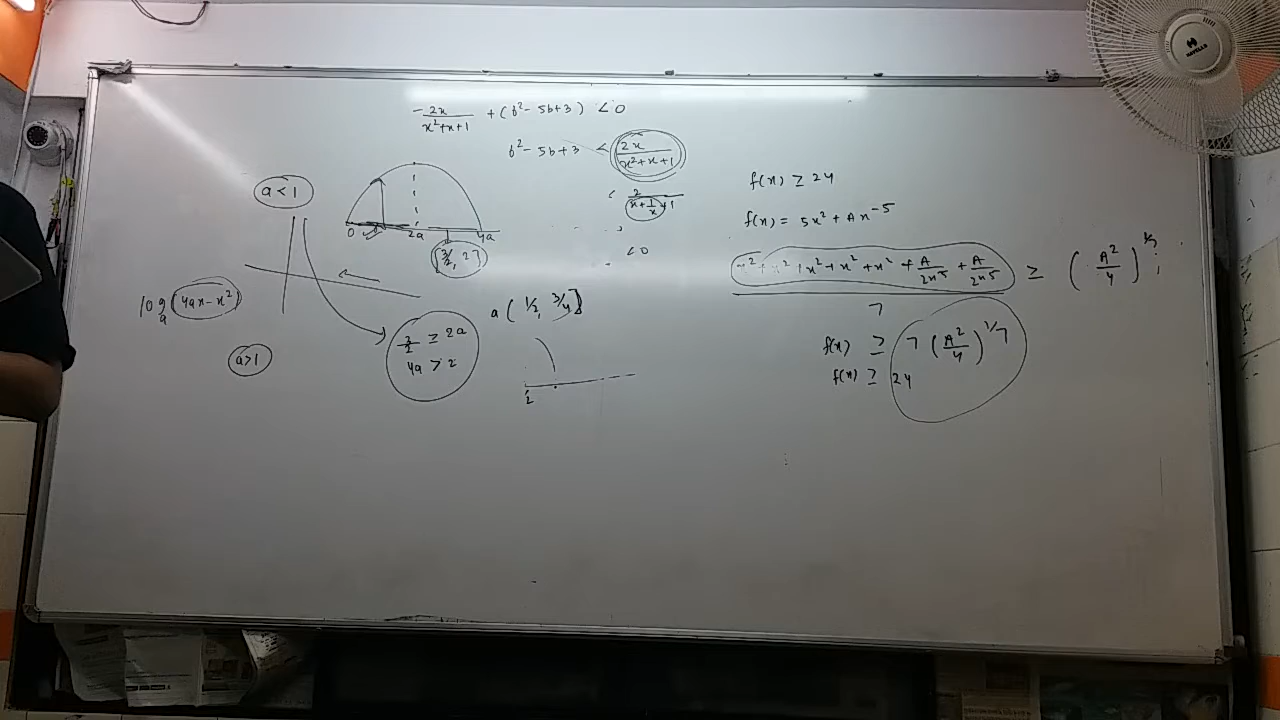 -2x/(x²+x+1) + (b²-5b+3) < 0
b²-5b+3 < 2x/(x²+x+1)
< 2/(x+1/x+1)
< 0
a<1
0 2a 4a
[3/2, 2]
log_a(4ax-x²)
a>1
3/2 ≥ 2a
4a > 2
a(1/2, 3/4]
1/2
f(x) ≥ 24
f(x) = 5x² + Ax⁻⁵
(x²+x²+x²+x²+x²+A/2x⁵+A/2x⁵)/7 ≥ (A²/4)^1/7
f(x) ≥ 7(A²/4)^1/7
f(x) ≥ 24
HAVELLS